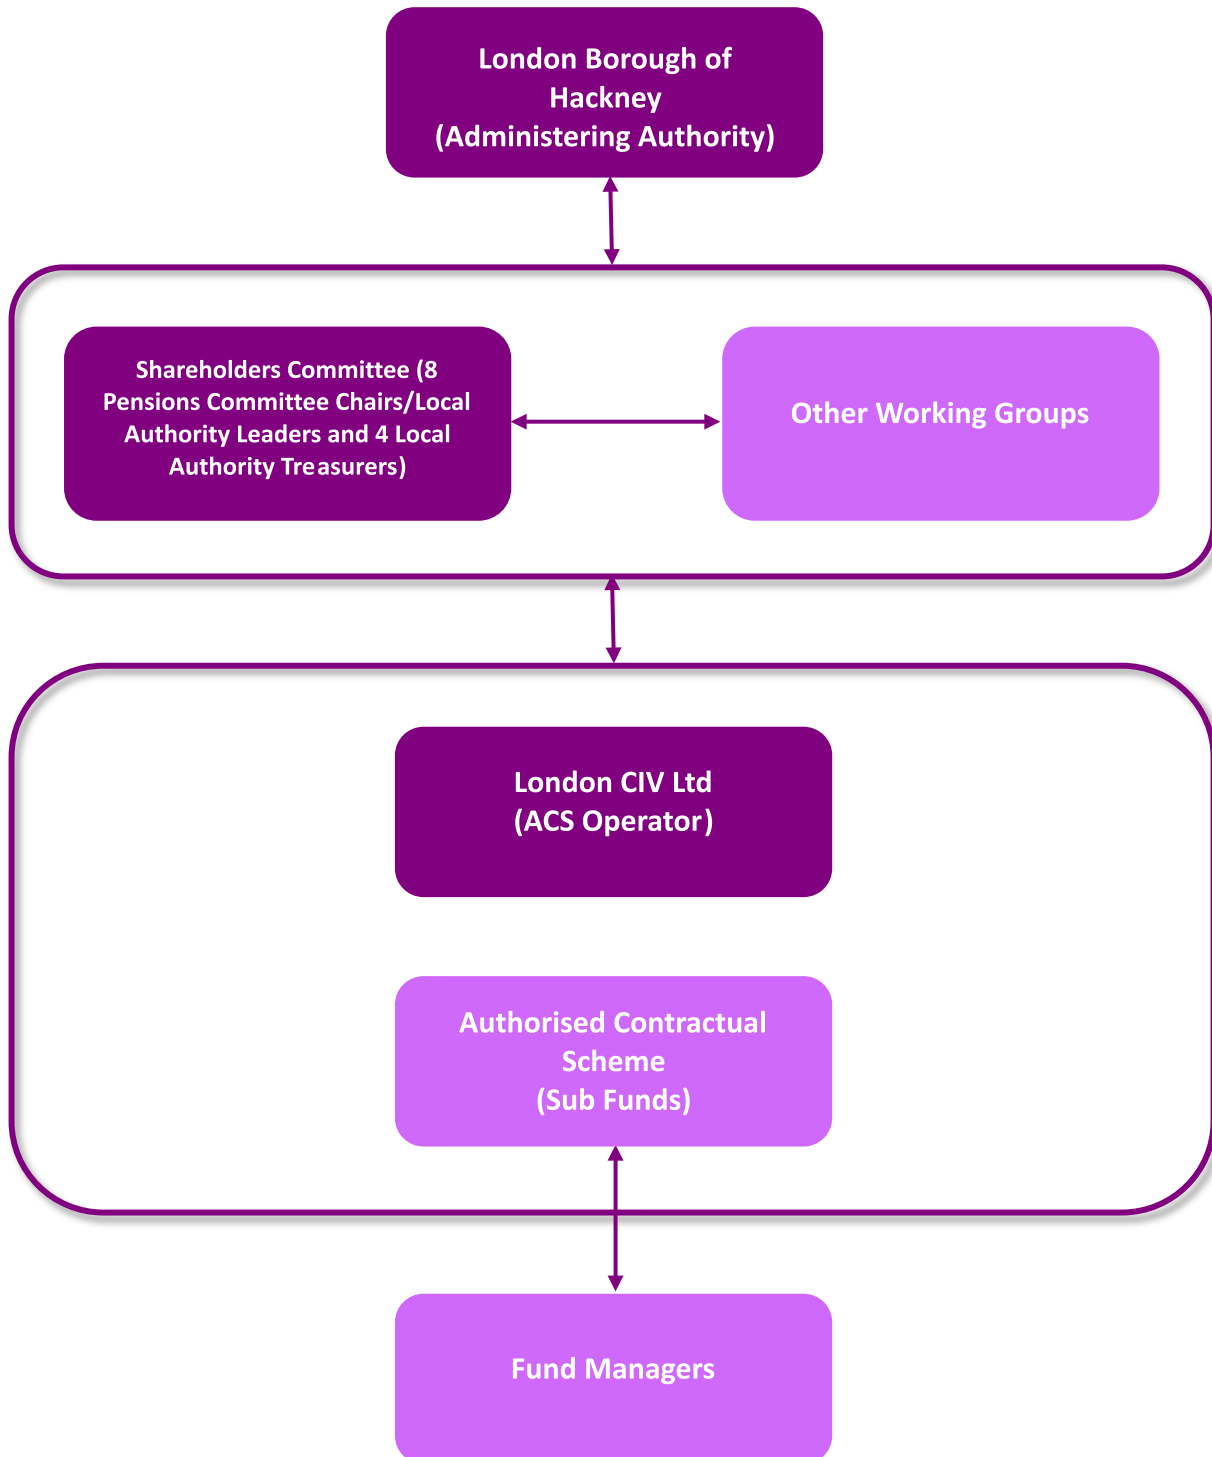 London Borough of
Hackney
(Administering Authority)
Shareholders Committee (8
Pensions Committee Chairs/Local
Authority Leaders and 4 Local
Authority Treasurers)
Other Working Groups
London CIV Ltd
(ACS Operator)
Authorised Contractual
Scheme
(Sub Funds)
Fund Managers